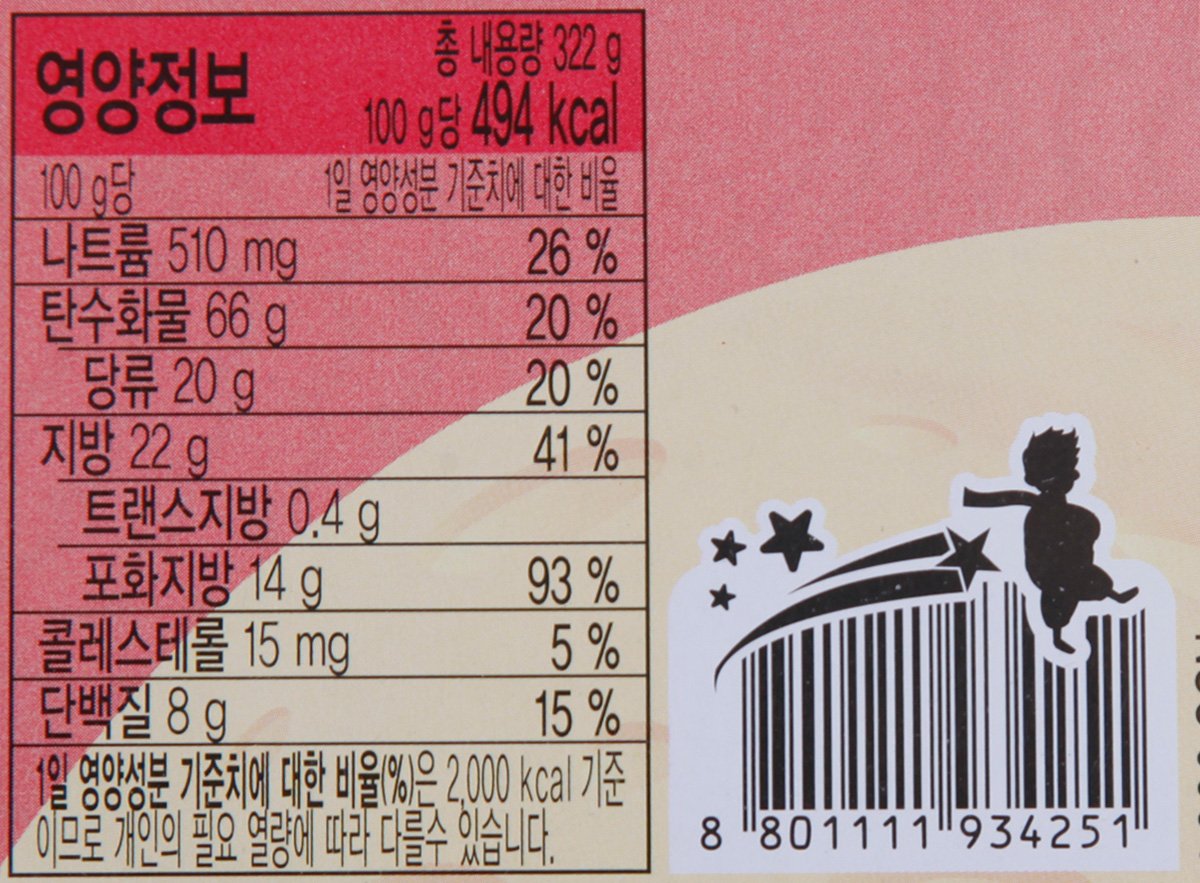 영양정보
총 내용량 322 g
100 g당 494 kcal
100 g당 1일 영양성분 기준치에 대한 비율
나트륨 510 mg 26 %
탄수화물 66 g 20 %
당류 20 g 20 %
지방 22 g 41 %
트랜스지방 0.4 g
포화지방 14 g 93 %
콜레스테롤 15 mg 5 %
단백질 8 g 15 %
1일 영양성분 기준치에 대한 비율(%)은 2,000 kcal 기준
이므로 개인의 필요 열량에 따라 다를수 있습니다.
8 801111 934251